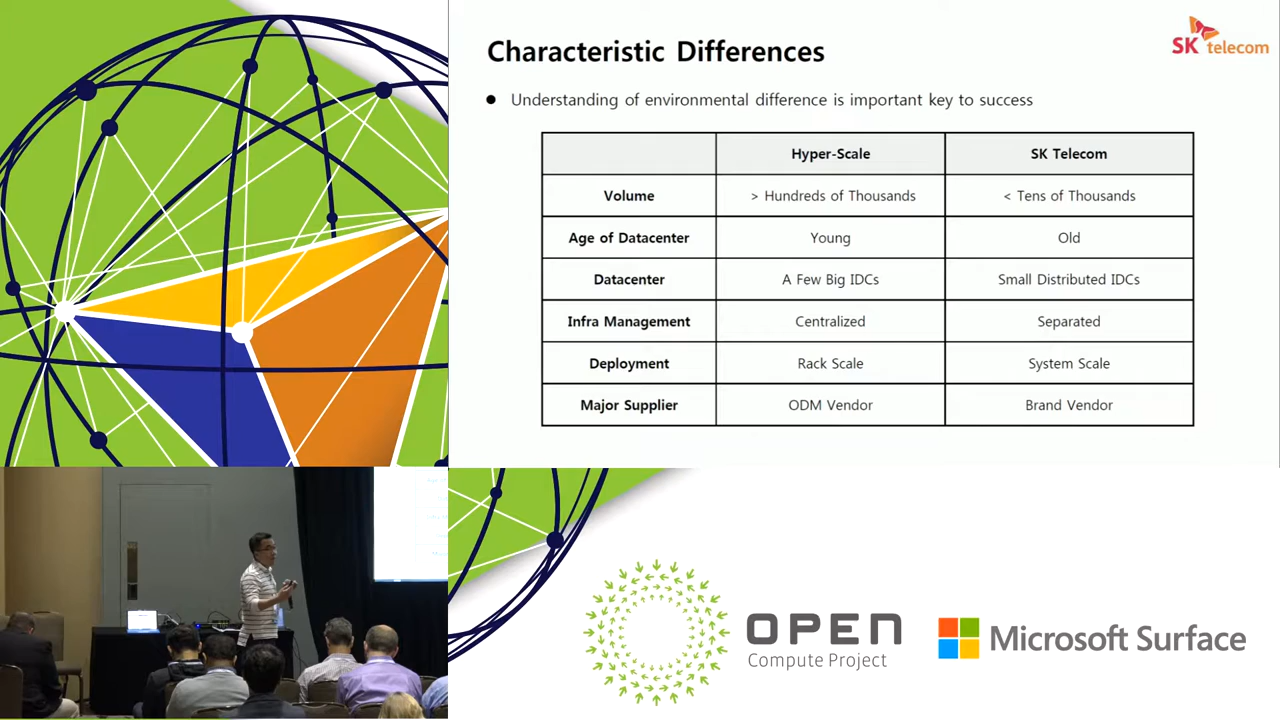 SK telecom
Characteristic Differences
● Understanding of environmental difference is important key to success
Hyper-Scale SK Telecom
Volume > Hundreds of Thousands < Tens of Thousands
Age of Datacenter Young Old
Datacenter A Few Big IDCs Small Distributed IDCs
Infra Management Centralized Separated
Deployment Rack Scale System Scale
Major Supplier ODM Vendor Brand Vendor
OPEN
Compute Project
Microsoft Surface